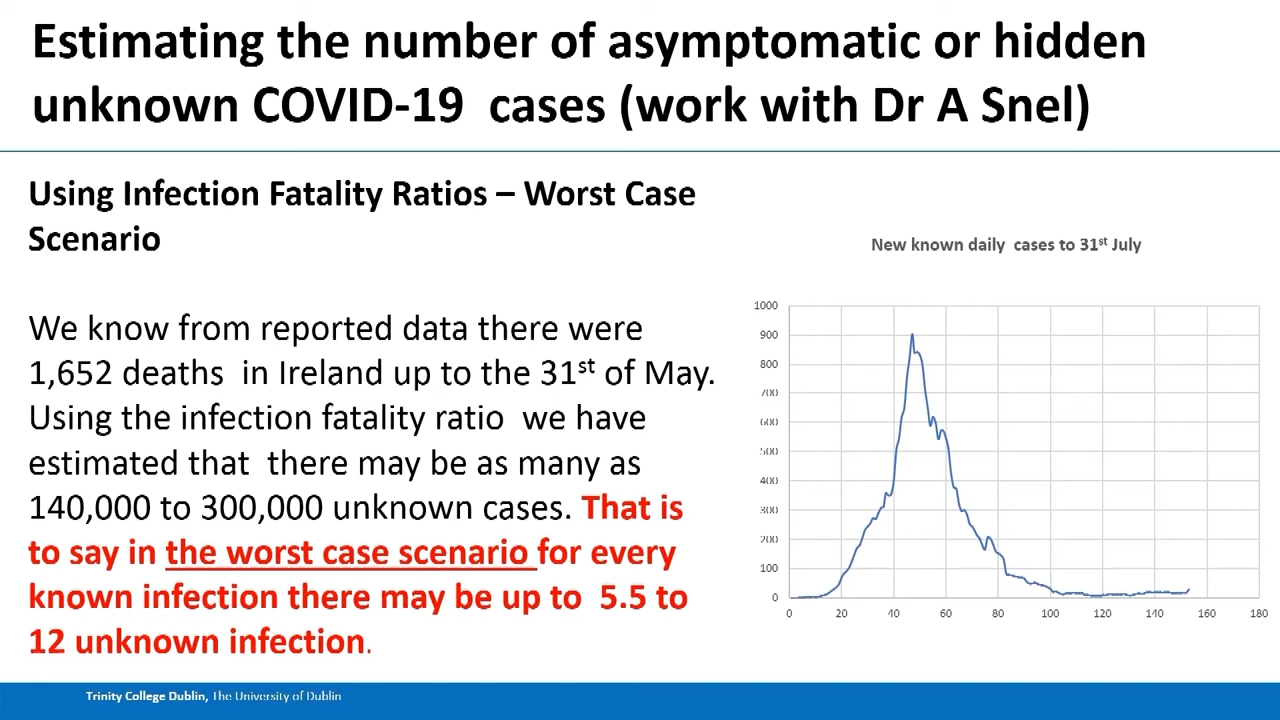 Estimating the number of asymptomatic or hidden
unknown COVID-19 cases (work with Dr A Snel)
Using Infection Fatality Ratios – Worst Case
Scenario
We know from reported data there were
1,652 deaths in Ireland up to the 31st of May.
Using the infection fatality ratio we have
estimated that there may be as many as
140,000 to 300,000 unknown cases. That is
to say in the worst case scenario for every
known infection there may be up to 5.5 to
12 unknown infection.
New known daily cases to 31st July
1000
900
800
700
600
500
400
300
200
100
0
0 20 40 60 80 100 120 140 160 180
Trinity College Dublin, The University of Dublin